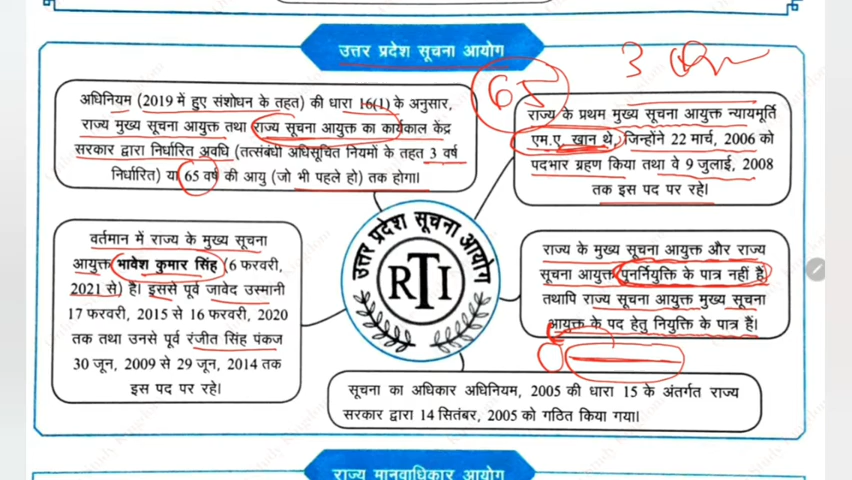 उत्तर प्रदेश सूचना आयोग
3
65
अधिनियम (2019 में हुए संशोधन के तहत) की धारा 16(1) के अनुसार,
राज्य मुख्य सूचना आयुक्त तथा राज्य सूचना आयुक्त का कार्यकाल केंद्र
सरकार द्वारा निर्धारित अवधि (तत्संबंधी अधिसूचित नियमों के तहत 3 वर्ष
निर्धारित) या 65 वर्ष की आयु (जो भी पहले हो) तक होगा।
राज्य के प्रथम मुख्य सूचना आयुक्त न्यायमूर्ति
एम.ए. खान थे, जिन्होंने 22 मार्च, 2006 को
पदभार ग्रहण किया तथा वे 9 जुलाई, 2008
तक इस पद पर रहे।
वर्तमान में राज्य के मुख्य सूचना
आयुक्त भावेश कुमार सिंह (6 फरवरी,
2021 से) हैं। इससे पूर्व जावेद उस्मानी
17 फरवरी, 2015 से 16 फरवरी, 2020
तक तथा उनसे पूर्व रंजीत सिंह पंकज
30 जून, 2009 से 29 जून, 2014 तक
इस पद पर रहे।
उत्तर प्रदेश सूचना आयोग
RTI
राज्य के मुख्य सूचना आयुक्त और राज्य
सूचना आयुक्त पुनर्नियुक्ति के पात्र नहीं हैं,
तथापि राज्य सूचना आयुक्त मुख्य सूचना
आयुक्त के पद हेतु नियुक्ति के पात्र हैं।
सूचना का अधिकार अधिनियम, 2005 की धारा 15 के अंतर्गत राज्य
सरकार द्वारा 14 सितंबर, 2005 को गठित किया गया।
राज्य मानवाधिकार आयोग